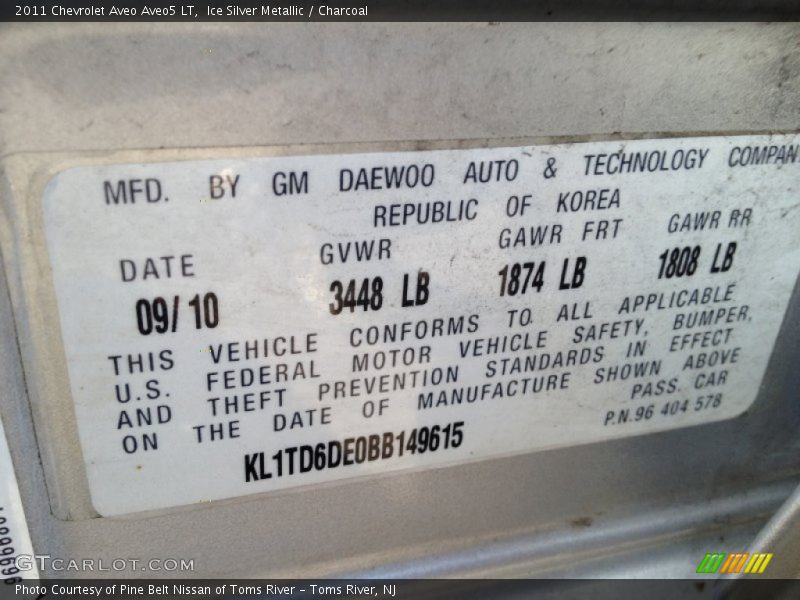 2011 Chevrolet Aveo Aveo5 LT,  Ice Silver Metallic / Charcoal
MFD. BY GM DAEWOO AUTO & TECHNOLOGY COMPAN
REPUBLIC OF KOREA
DATE GVWR GAWR FRT GAWR RR
09/10 3448 LB 1874 LB 1808 LB
THIS VEHICLE CONFORMS TO ALL APPLICABLE
U.S. FEDERAL MOTOR VEHICLE SAFETY, BUMPER,
AND THEFT PREVENTION STANDARDS IN EFFECT
ON THE DATE OF MANUFACTURE SHOWN ABOVE
PASS. CAR
KL1TD6DE0BB149615 P.N.96 404 578
GTCARLOT.COM
Photo Courtesy of Pine Belt Nissan of Toms River – Toms River, NJ